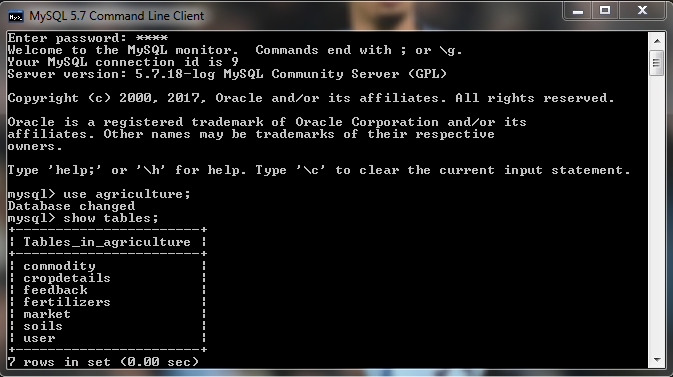 MySQL 5.7 Command Line Client
Enter password: ****
Welcome to the MySQL monitor.  Commands end with ; or \g.
Your MySQL connection id is 9
Server version: 5.7.18-log MySQL Community Server (GPL)
Copyright (c) 2000, 2017, Oracle and/or its affiliates. All rights reserved.
Oracle is a registered trademark of Oracle Corporation and/or its
affiliates. Other names may be trademarks of their respective
owners.
Type 'help;' or '\h' for help. Type '\c' to clear the current input statement.
mysql> use agriculture;
Database changed
mysql> show tables;
+-----------------------+
| Tables_in_agriculture |
+-----------------------+
| commodity             |
| cropdetails           |
| feedback              |
| fertilizers           |
| market                |
| soils                 |
| user                  |
+-----------------------+
7 rows in set (0.00 sec)